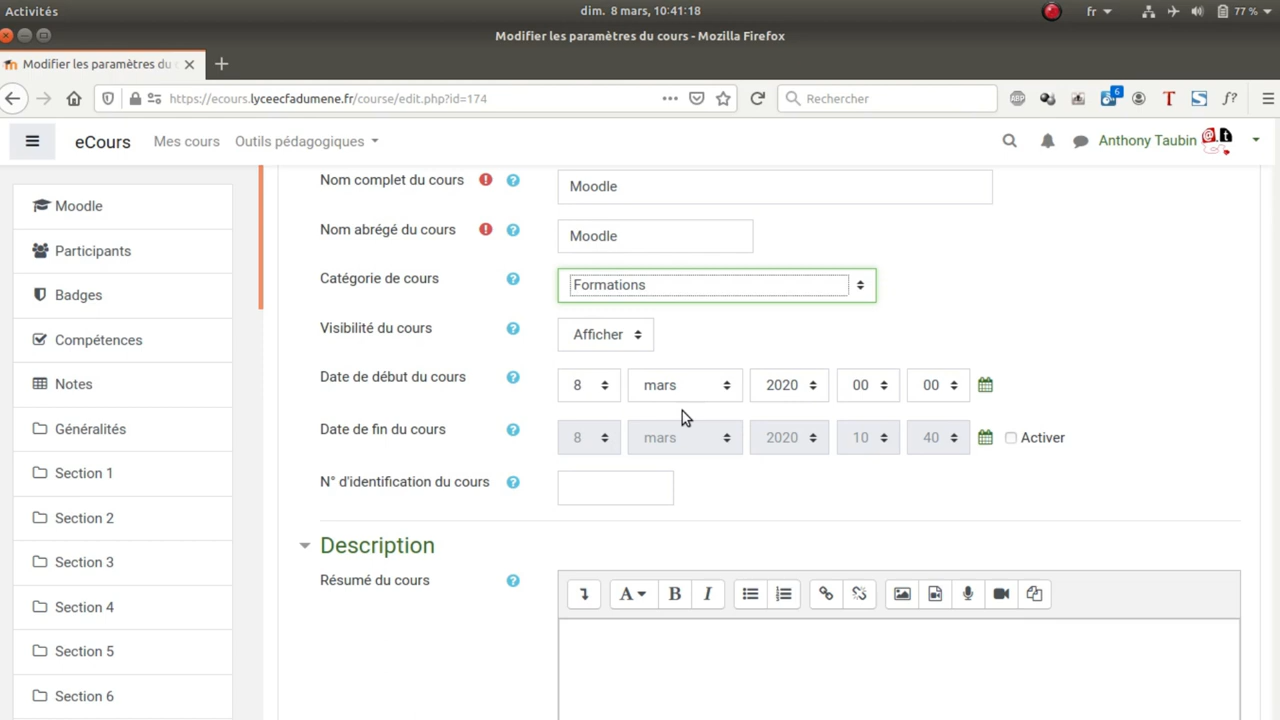 Activités
dim. 8 mars, 10:41:18
fr
77 %
Modifier les paramètres du cours - Mozilla Firefox
Modifier les paramètres du
https://ecours.lyceecfadumene.fr/course/edit.php?id=174
Rechercher
ABP
6
T
S
f?
eCours
Mes cours
Outils pédagogiques
Anthony Taubin
Moodle
Participants
Badges
Compétences
Notes
Généralités
Section 1
Section 2
Section 3
Section 4
Section 5
Section 6
Nom complet du cours
Moodle
Nom abrégé du cours
Moodle
Catégorie de cours
Formations
Visibilité du cours
Afficher
Date de début du cours
8 mars 2020 00 00
Date de fin du cours
8 mars 2020 10 40 Activer
N° d'identification du cours
Description
Résumé du cours
A B I